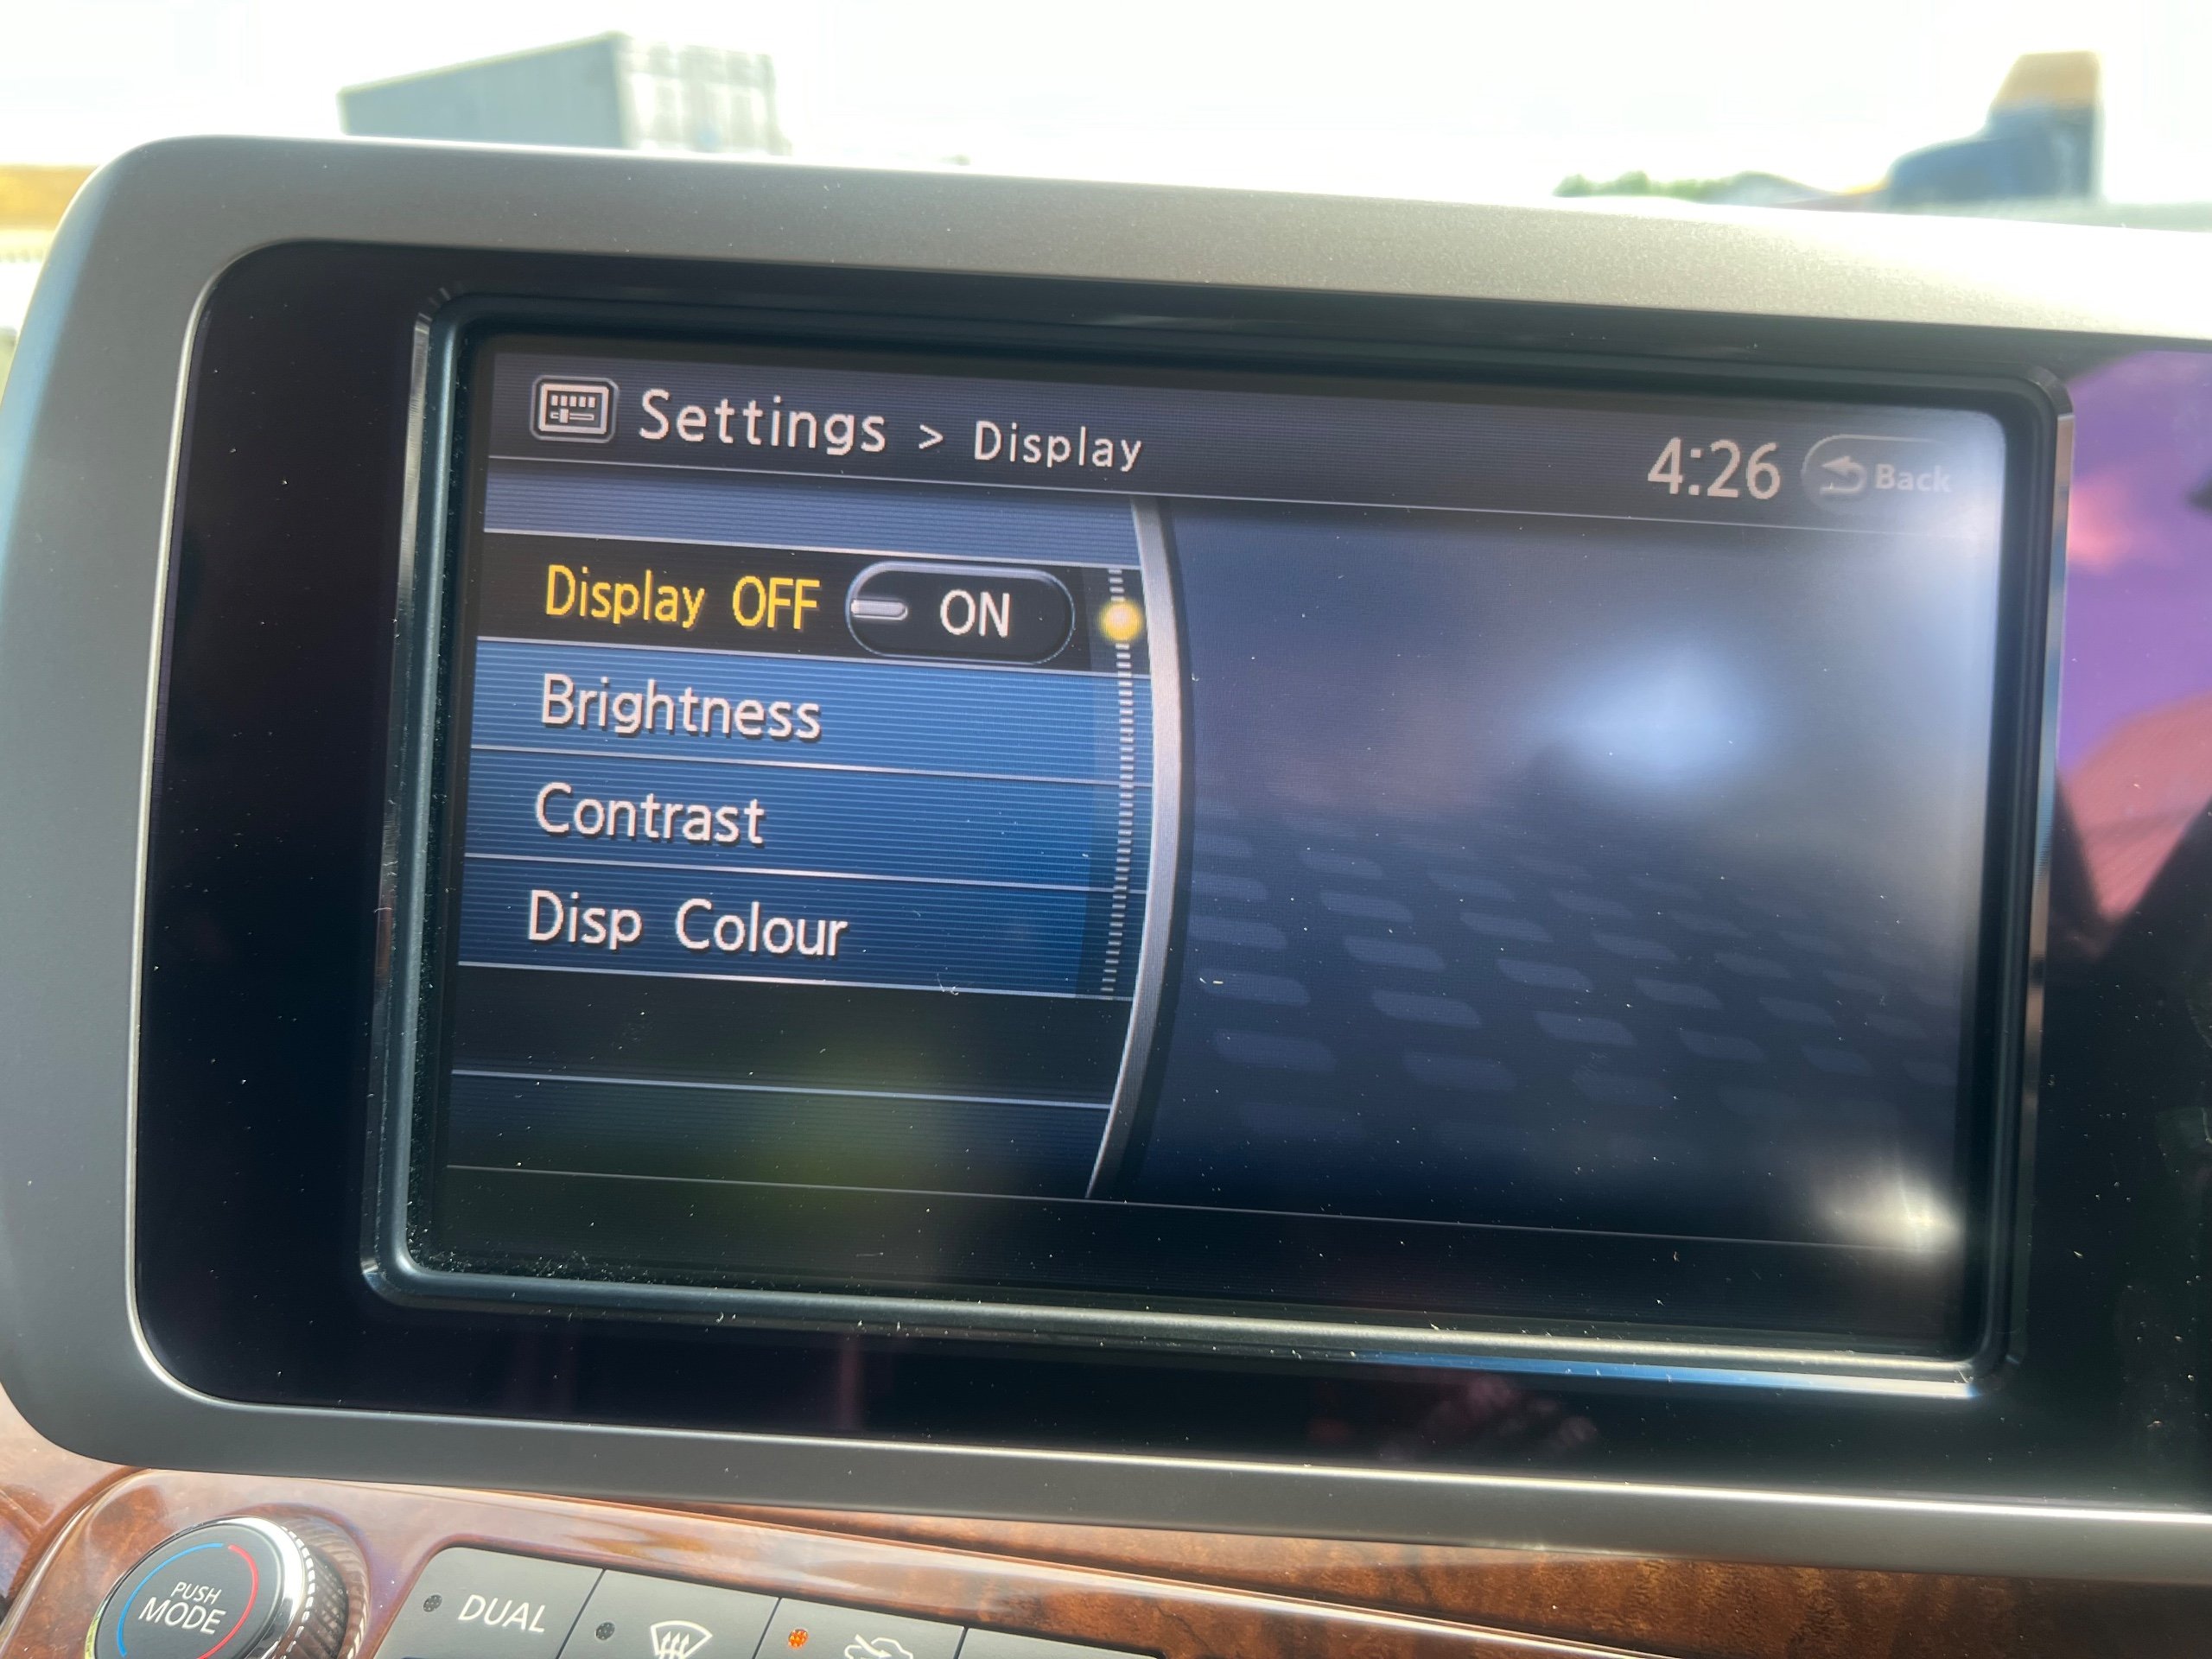 Settings > Display
4:26 Back
Display OFF ON
Brightness
Contrast
Disp Colour
PUSH
MODE
DUAL